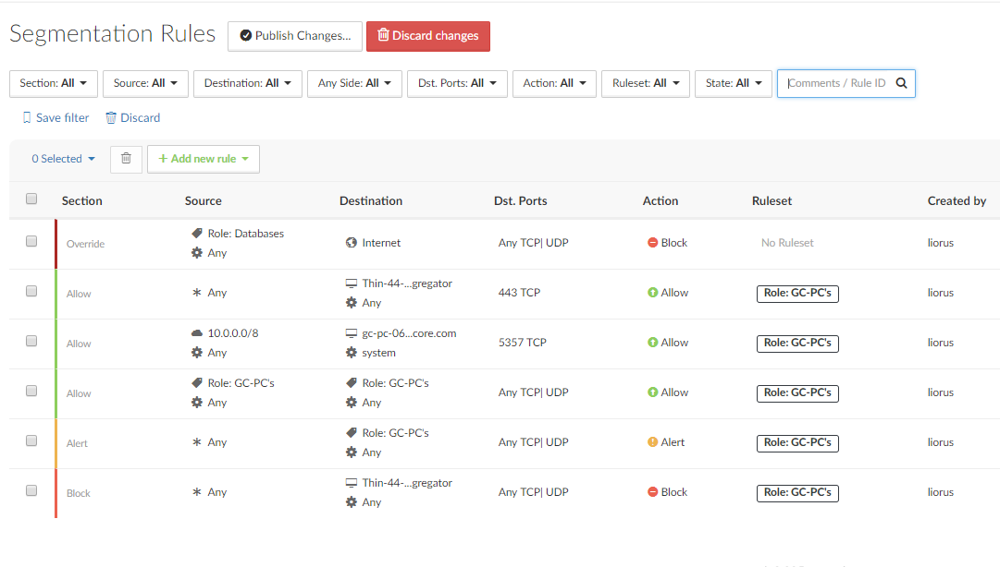 Segmentation Rules Publish Changes... Discard changes
Section: All Source: All Destination: All Any Side: All Dst. Ports: All Action: All Ruleset: All State: All Comments / Rule ID
Save filter Discard
0 Selected + Add new rule
Section Source Destination Dst. Ports Action Ruleset Created by
Override Role: Databases Internet Any TCP| UDP Block No Ruleset liorus
Any
Allow Any Thin-44-...gregator 443 TCP Allow Role: GC-PC's liorus
Any
Allow 10.0.0.0/8 gc-pc-06...core.com 5357 TCP Allow Role: GC-PC's liorus
Any system
Allow Role: GC-PC's Role: GC-PC's Any TCP| UDP Allow Role: GC-PC's liorus
Any Any
Alert Any Role: GC-PC's Any TCP| UDP Alert Role: GC-PC's liorus
Any
Block Any Thin-44-...gregator Any TCP| UDP Block Role: GC-PC's liorus
Any